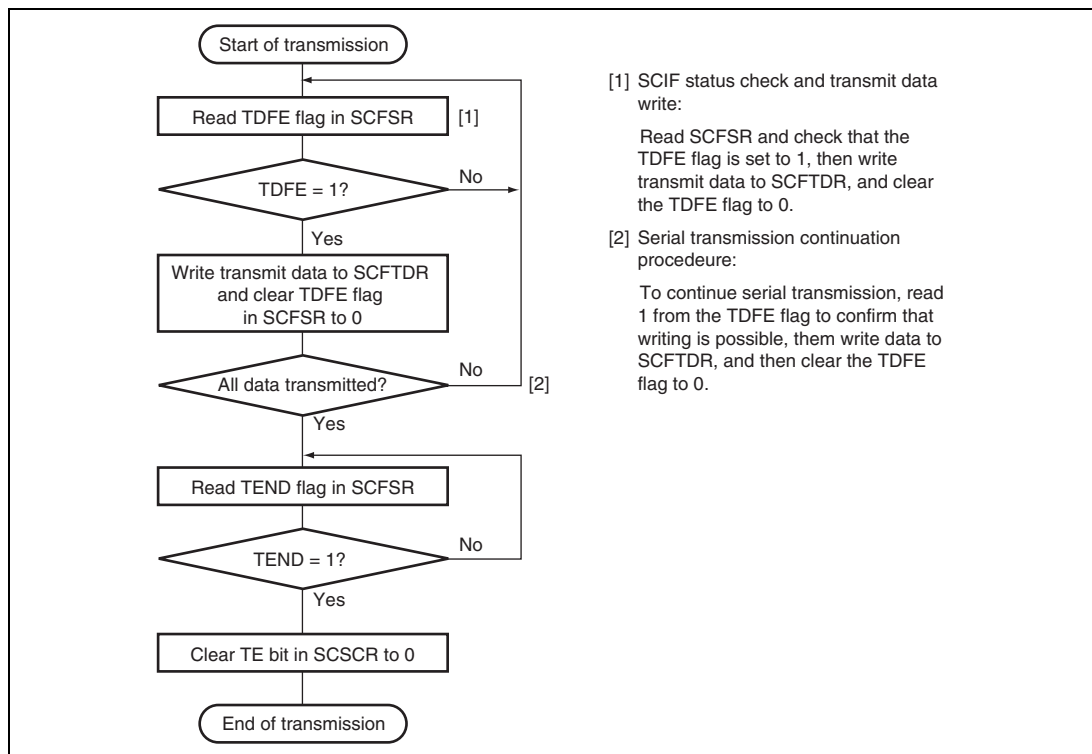 Start of transmission
Read TDFE flag in SCFSR
[1]
TDFE = 1?
No
Yes
Write transmit data to SCFTDR
and clear TDFE flag
in SCFSR to 0
All data transmitted?
No
[2]
Yes
Read TEND flag in SCFSR
TEND = 1?
No
Yes
Clear TE bit in SCSCR to 0
End of transmission
[1] SCIF status check and transmit data
write:
Read SCFSR and check that the
TDFE flag is set to 1, then write
transmit data to SCFTDR, and clear
the TDFE flag to 0.
[2] Serial transmission continuation
procedeure:
To continue serial transmission, read
1 from the TDFE flag to confirm that
writing is possible, them write data to
SCFTDR, and then clear the TDFE
flag to 0.